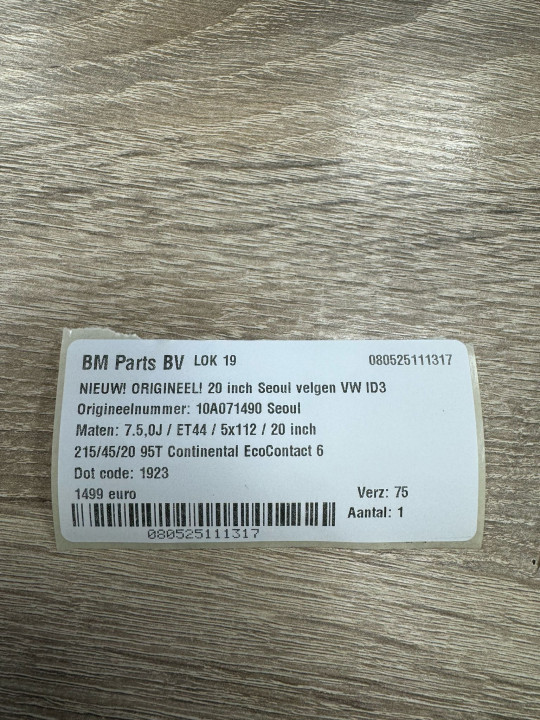 BM Parts BV LOK 19 080525111317
NIEUW! ORIGINEEL! 20 inch Seoul velgen VW ID3
Origineelnummer: 10A071490 Seoul
Maten: 7.5,0J / ET44 / 5x112 / 20 inch
215/45/20 95T Continental EcoContact 6
Dot code: 1923
1499 euro Verz: 75
Aantal: 1
080525111317